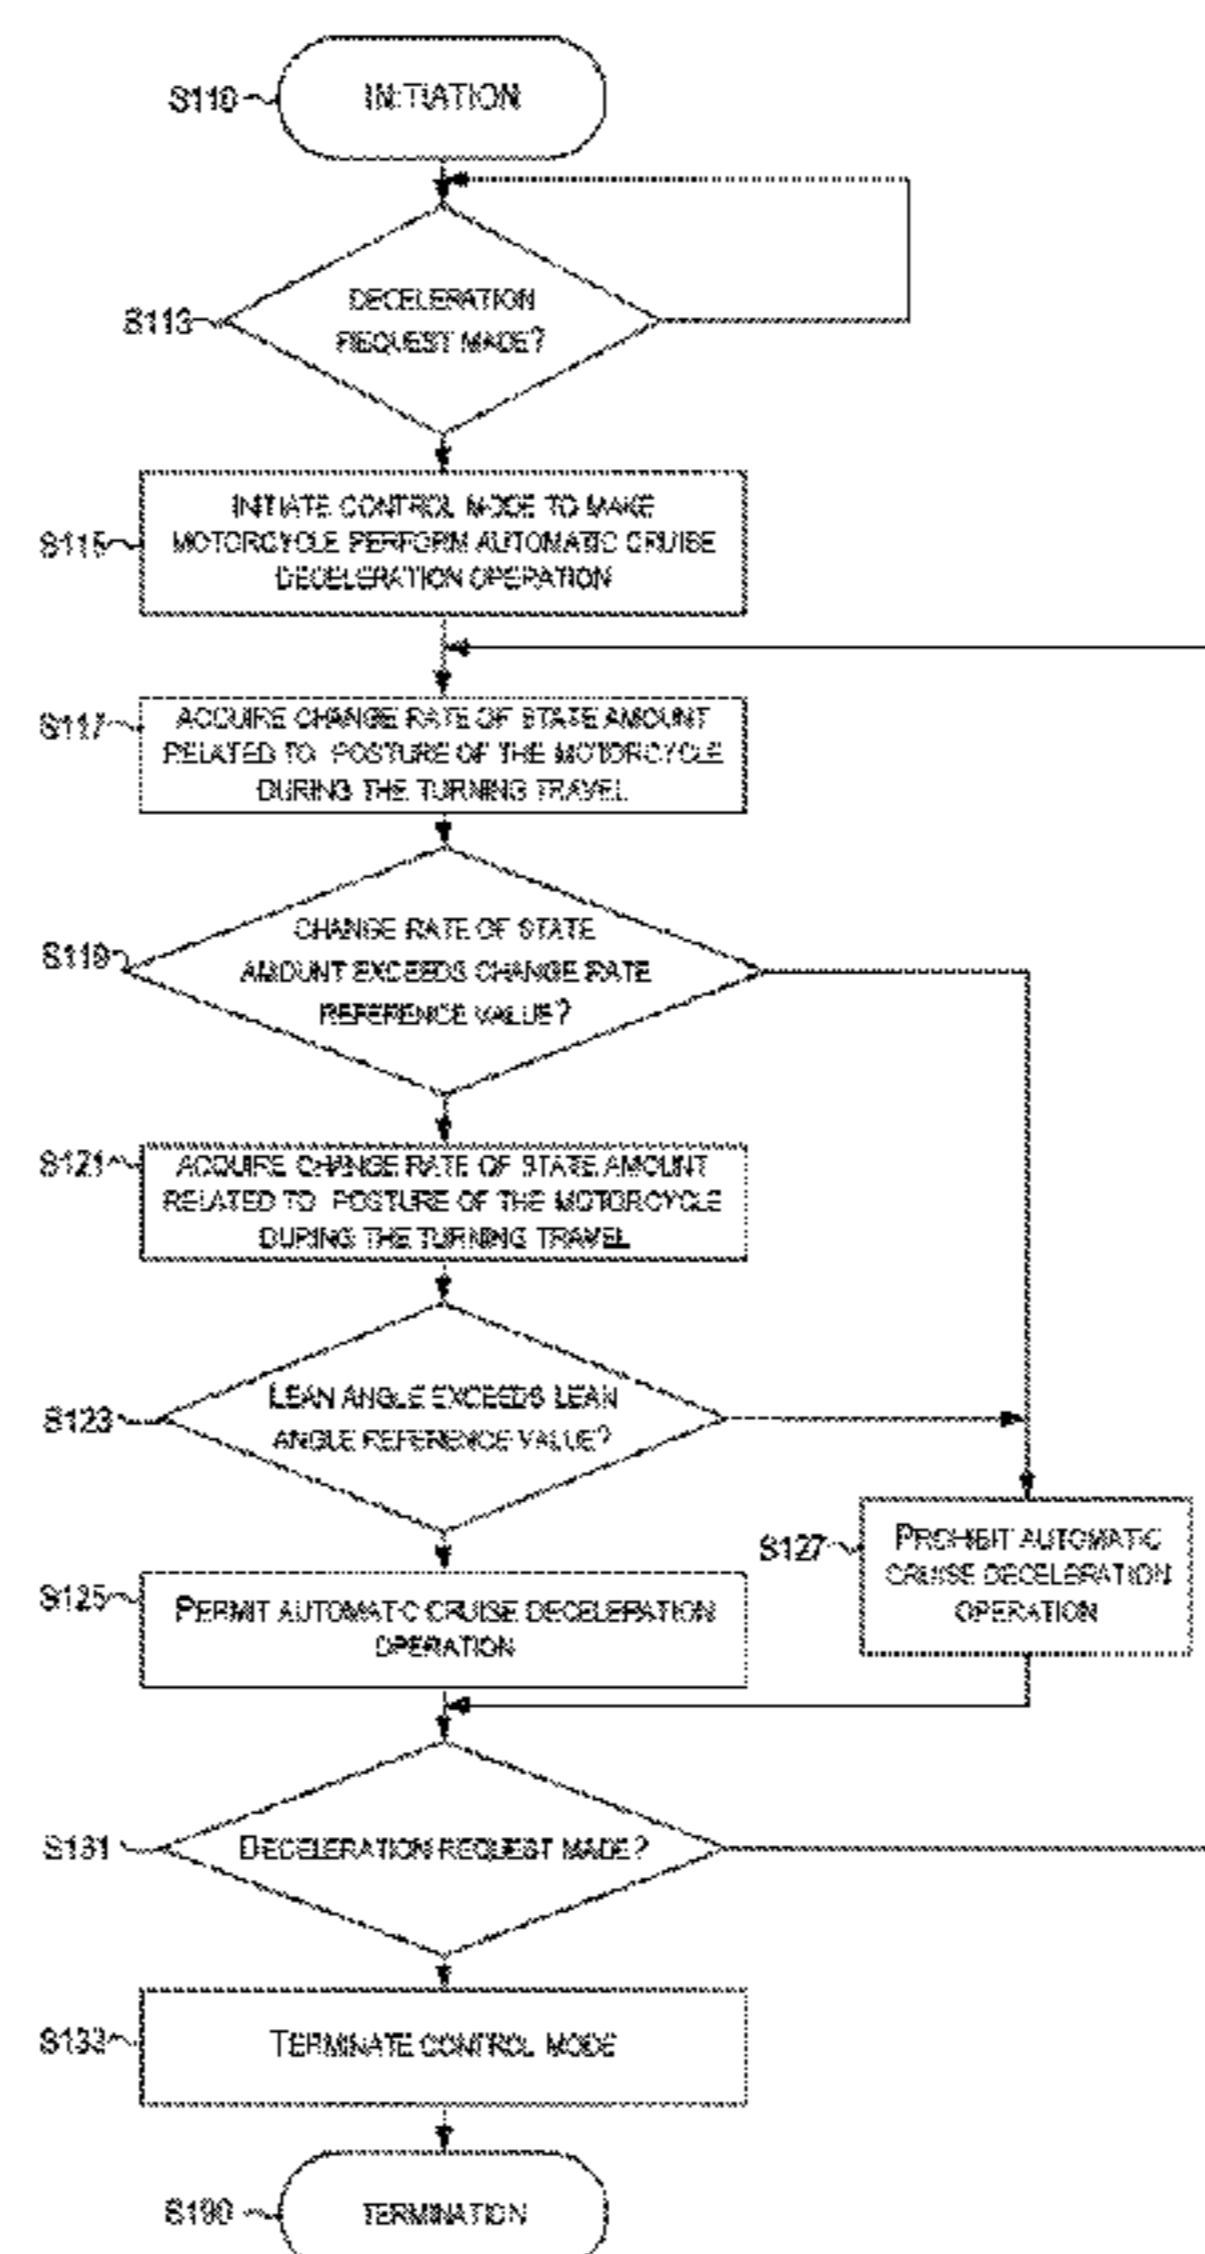 S110
INITIATION
S113
DECELERATION
REQUEST MADE?
S115
INITIATE CONTROL MODE TO MAKE
MOTORCYCLE PERFORM AUTOMATIC CRUISE
DECELERATION OPERATION
S117
ACQUIRE CHANGE RATE OF STATE AMOUNT
RELATED TO POSTURE OF THE MOTORCYCLE
DURING THE TURNING TRAVEL
S119
CHANGE RATE OF STATE
AMOUNT EXCEEDS CHANGE RATE
REFERENCE VALUE?
S121
ACQUIRE CHANGE RATE OF STATE AMOUNT
RELATED TO POSTURE OF THE MOTORCYCLE
DURING THE TURNING TRAVEL
S123
LEAN ANGLE EXCEEDS LEAN
ANGLE REFERENCE VALUE?
S127
PROHIBIT AUTOMATIC
CRUISE DECELERATION
OPERATION
S125
PERMIT AUTOMATIC CRUISE DECELERATION
OPERATION
S131
DECELERATION REQUEST MADE?
S133
TERMINATE CONTROL MODE
S190
TERMINATION